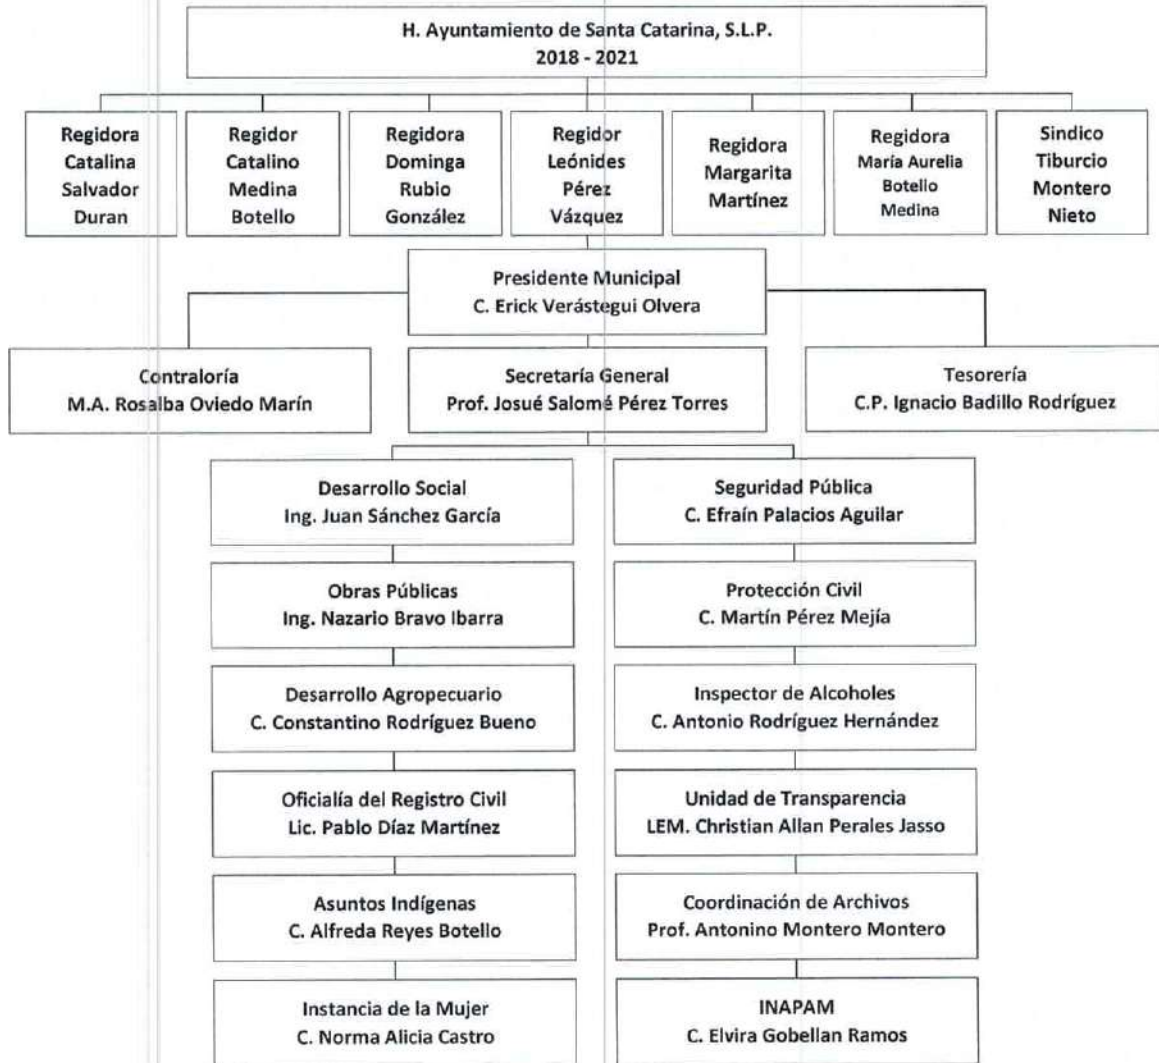 H. Ayuntamiento de Santa Catarina, S.L.P.
2018 - 2021
Regidora
Catalina
Salvador
Duran
Regidor
Catalino
Medina
Botello
Regidora
Dominga
Rubio
González
Regidor
Leónides
Pérez
Vázquez
Regidora
Margarita
Martínez
Regidora
María Aurelia
Botello
Medina
Sindico
Tiburcio
Montero
Nieto
Presidente Municipal
C. Erick Verástegui Olvera
Contraloría
M.A. Rosalba Oviedo Marín
Secretaría General
Prof. Josué Salomé Pérez Torres
Tesorería
C.P. Ignacio Badillo Rodríguez
Desarrollo Social
Ing. Juan Sánchez García
Seguridad Pública
C. Efraín Palacios Aguilar
Obras Públicas
Ing. Nazario Bravo Ibarra
Protección Civil
C. Martín Pérez Mejía
Desarrollo Agropecuario
C. Constantino Rodríguez Bueno
Inspector de Alcoholes
C. Antonio Rodríguez Hernández
Oficialía del Registro Civil
Lic. Pablo Díaz Martínez
Unidad de Transparencia
LEM. Christian Allan Perales Jasso
Asuntos Indígenas
C. Alfreda Reyes Botello
Coordinación de Archivos
Prof. Antonino Montero Montero
Instancia de la Mujer
C. Norma Alicia Castro
INAPAM
C. Elvira Gobellan Ramos